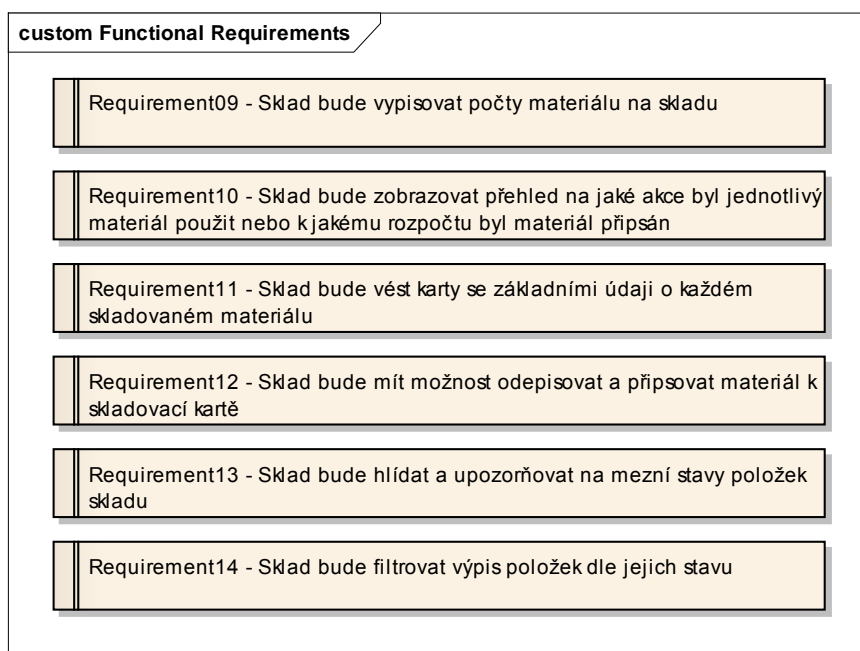 custom Functional Requirements
Requirement09 - Sklad bude vypisovat počty materiálu na skladu
Requirement10 - Sklad bude zobrazovat přehled na jaké akce byl jednotlivý
materiál použit nebo k jakému rozpočtu byl materiál připsán
Requirement11 - Sklad bude vést karty se základními údaji o každém
skladovaném materiálu
Requirement12 - Sklad bude mít možnost odepisovat a připsovat materiál k
skladovací kartě
Requirement13 - Sklad bude hlídat a upozorňovat na mezní stavy položek
skladu
Requirement14 - Sklad bude filtrovat výpis položek dle jejich stavu